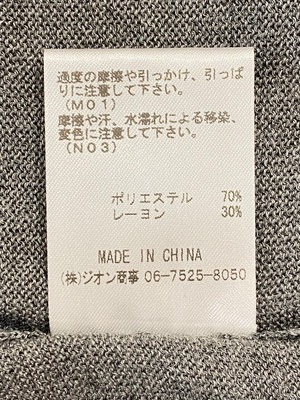 過度の摩擦や引っかけ、引っぱ
りに注意して下さい。
(M01)
摩擦や汗、水濡れによる移染、
変色に注意して下さい。
(N03)
ポリエステル 70%
レーヨン 30%
MADE IN CHINA
(株)ジオン商事 06-7525-8050